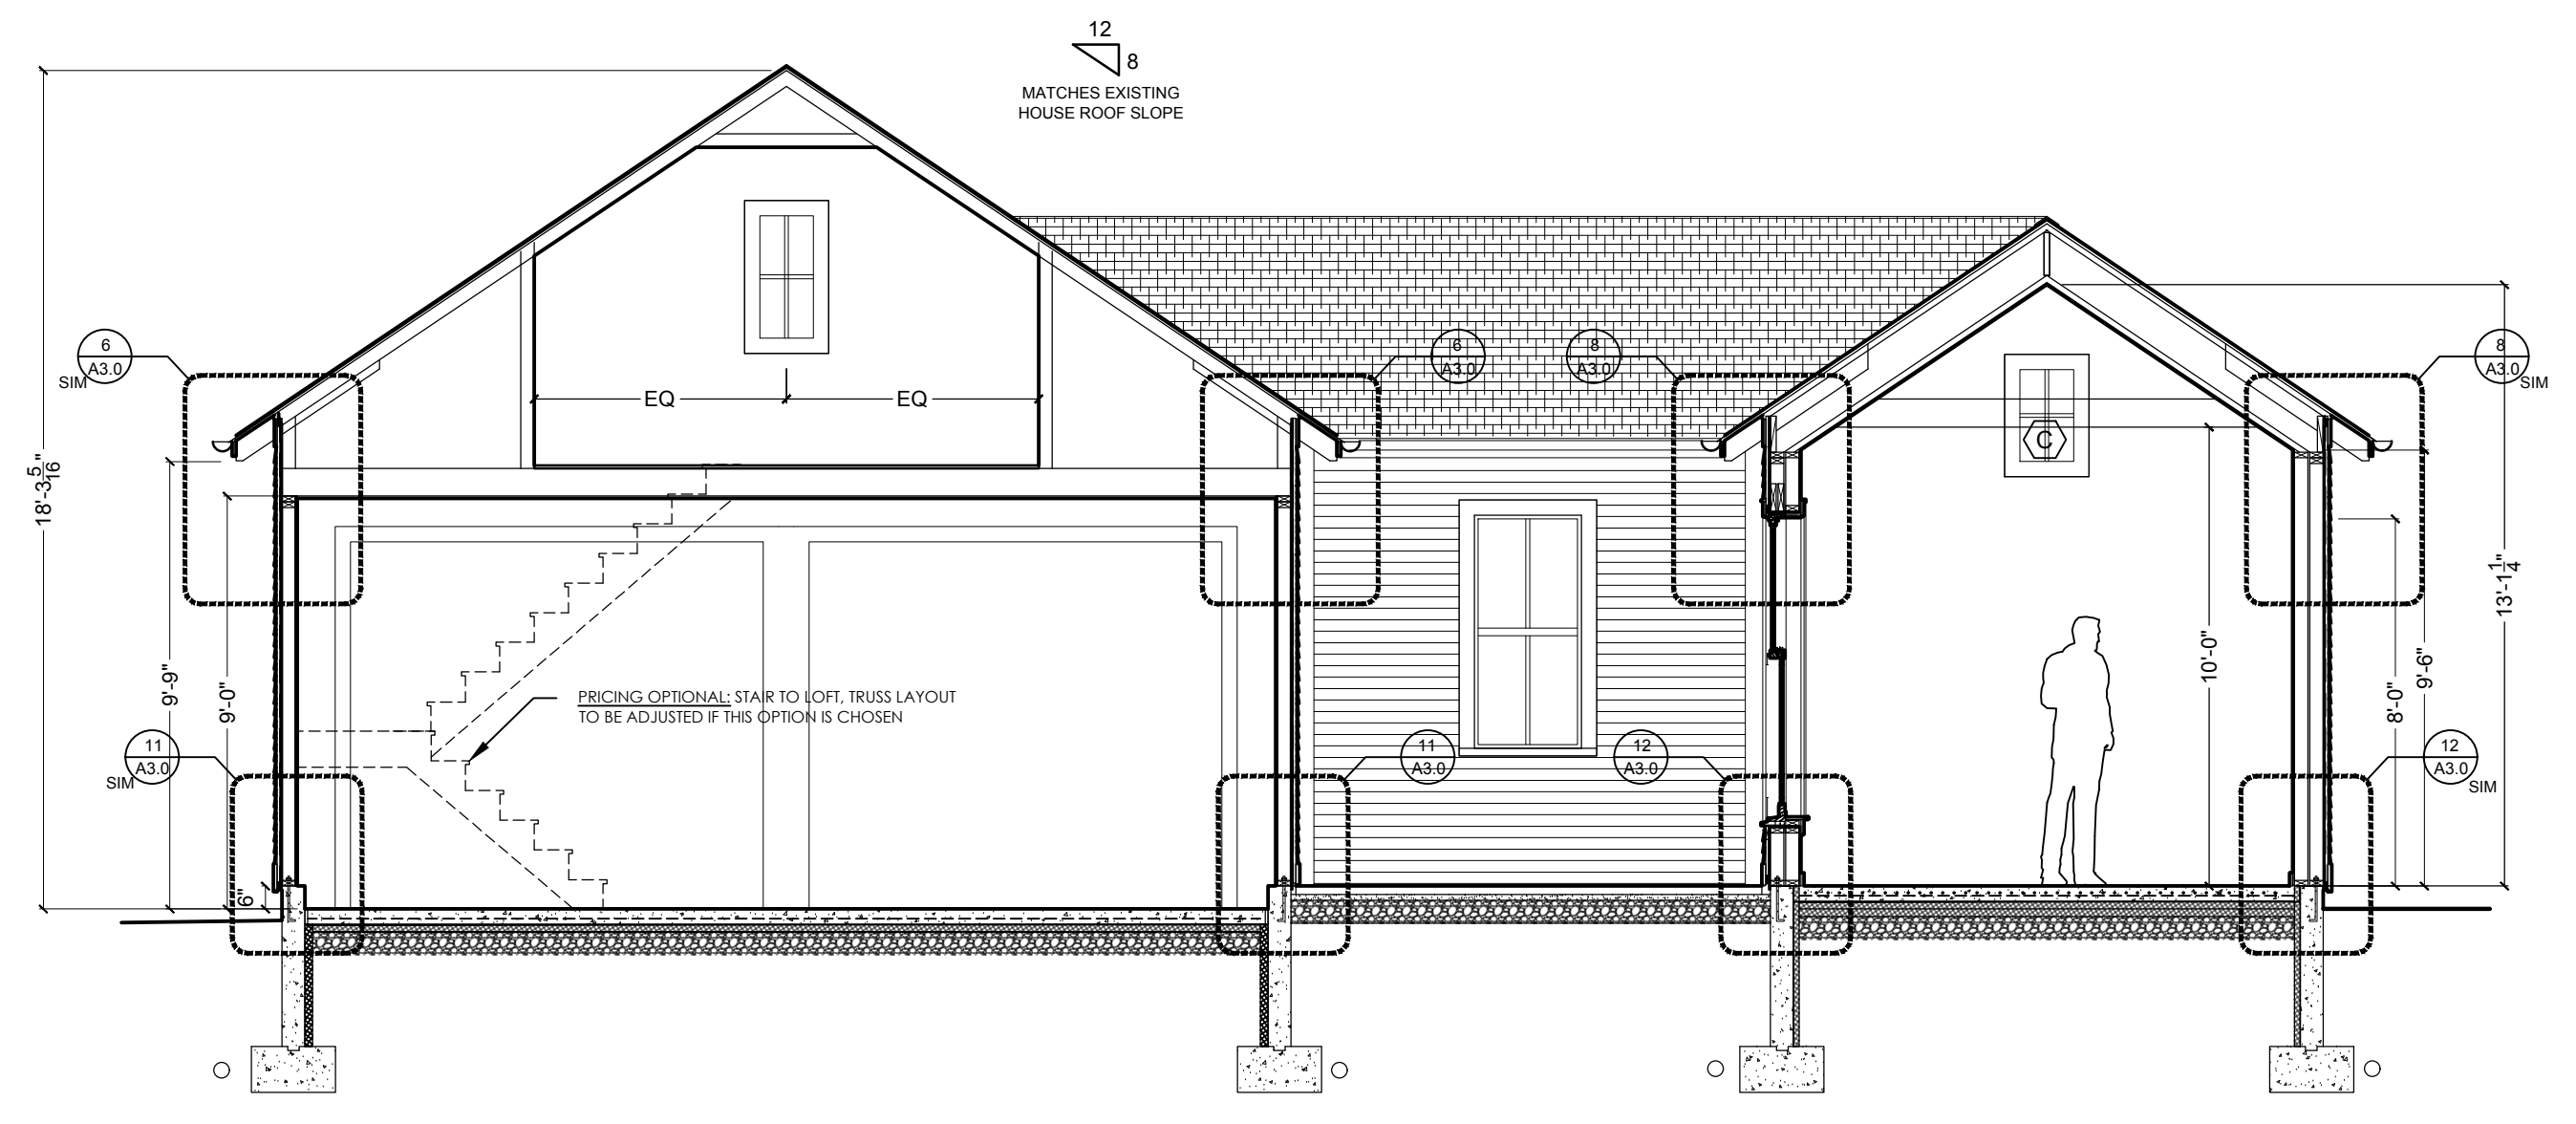 12
8
MATCHES EXISTING
HOUSE ROOF SLOPE
6
A3.0
SIM
6
A3.0
8
A3.0
8
A3.0
SIM
EQ
EQ
C
18'-3 5/16"
9'-9"
9'-0"
6"
10'-0"
8'-0"
9'-6"
13'-1 1/4"
PRICING OPTIONAL: STAIR TO LOFT, TRUSS LAYOUT
TO BE ADJUSTED IF THIS OPTION IS CHOSEN
11
A3.0
SIM
11
A3.0
12
A3.0
12
A3.0
SIM